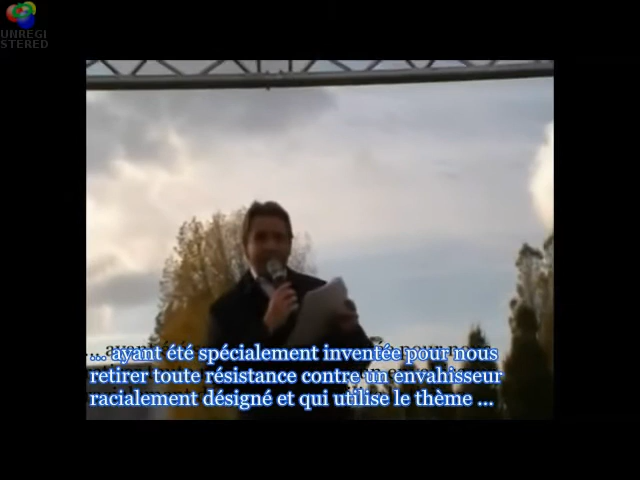 UNREGI
STERED
... ayant été spécialement inventée pour nous
retirer toute résistance contre un envahisseur
racialement désigné et qui utilise le thème ...